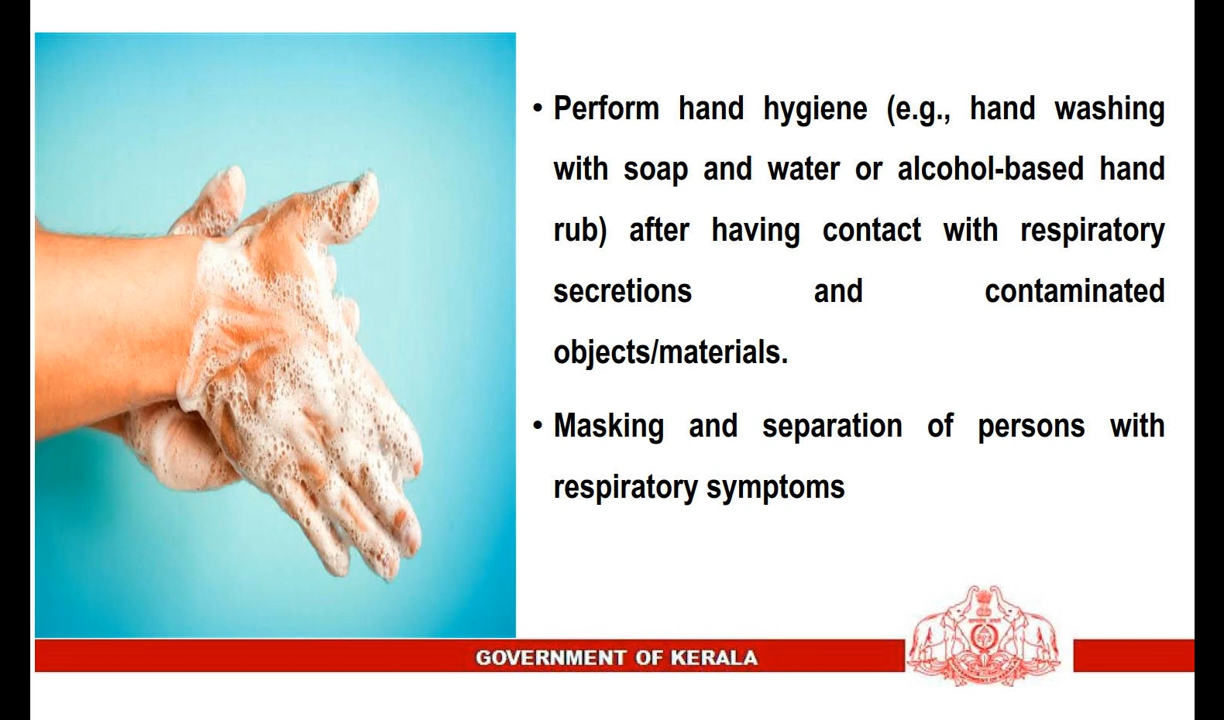 • Perform hand hygiene (e.g., hand washing
with soap and water or alcohol-based hand
rub) after having contact with respiratory
secretions and contaminated
objects/materials.
• Masking and separation of persons with
respiratory symptoms
GOVERNMENT OF KERALA